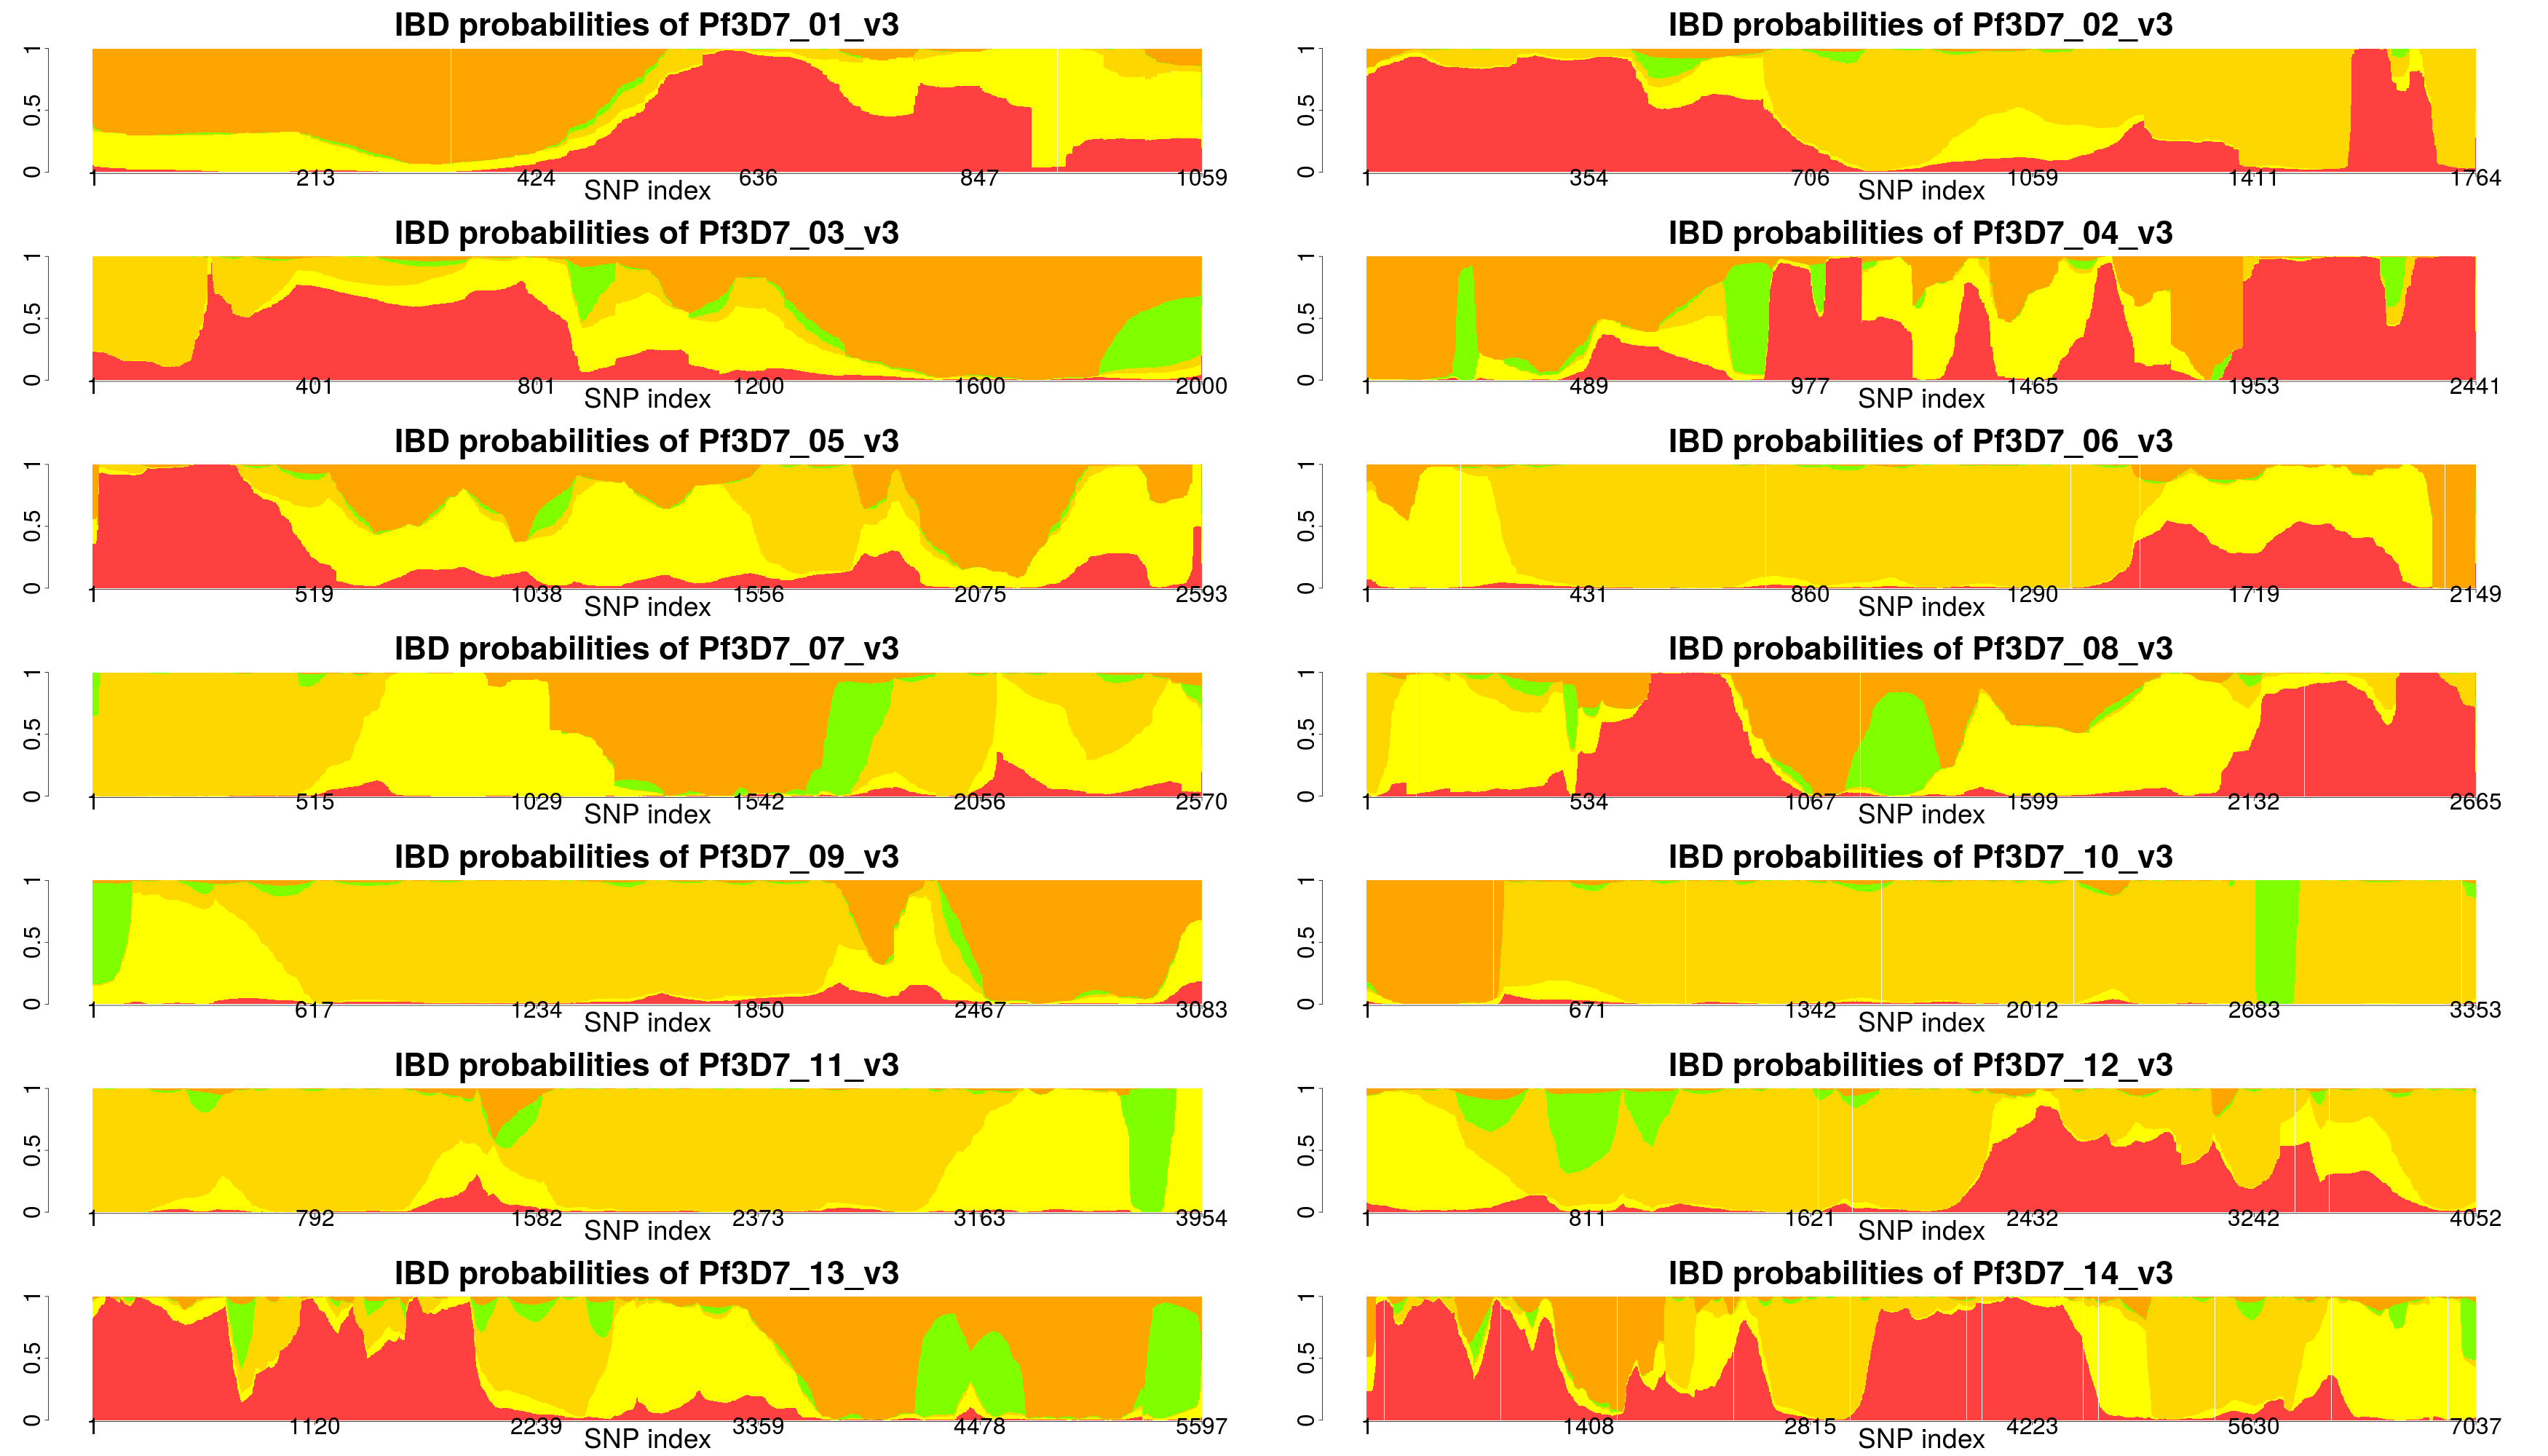 IBD probabilities of Pf3D7_01_v3
0 0.5 1
1 213 424 636 847 1059
SNP index
IBD probabilities of Pf3D7_02_v3
0 0.5 1
1 354 706 1059 1411 1764
SNP index
IBD probabilities of Pf3D7_03_v3
0 0.5 1
1 401 801 1200 1600 2000
SNP index
IBD probabilities of Pf3D7_04_v3
0 0.5 1
1 489 977 1465 1953 2441
SNP index
IBD probabilities of Pf3D7_05_v3
0 0.5 1
1 519 1038 1556 2075 2593
SNP index
IBD probabilities of Pf3D7_06_v3
0 0.5 1
1 431 860 1290 1719 2149
SNP index
IBD probabilities of Pf3D7_07_v3
0 0.5 1
1 515 1029 1542 2056 2570
SNP index
IBD probabilities of Pf3D7_08_v3
0 0.5 1
1 534 1067 1599 2132 2665
SNP index
IBD probabilities of Pf3D7_09_v3
0 0.5 1
1 617 1234 1850 2467 3083
SNP index
IBD probabilities of Pf3D7_10_v3
0 0.5 1
1 671 1342 2012 2683 3353
SNP index
IBD probabilities of Pf3D7_11_v3
0 0.5 1
1 792 1582 2373 3163 3954
SNP index
IBD probabilities of Pf3D7_12_v3
0 0.5 1
1 811 1621 2432 3242 4052
SNP index
IBD probabilities of Pf3D7_13_v3
0 0.5 1
1 1120 2239 3359 4478 5597
SNP index
IBD probabilities of Pf3D7_14_v3
0 0.5 1
1 1408 2815 4223 5630 7037
SNP index